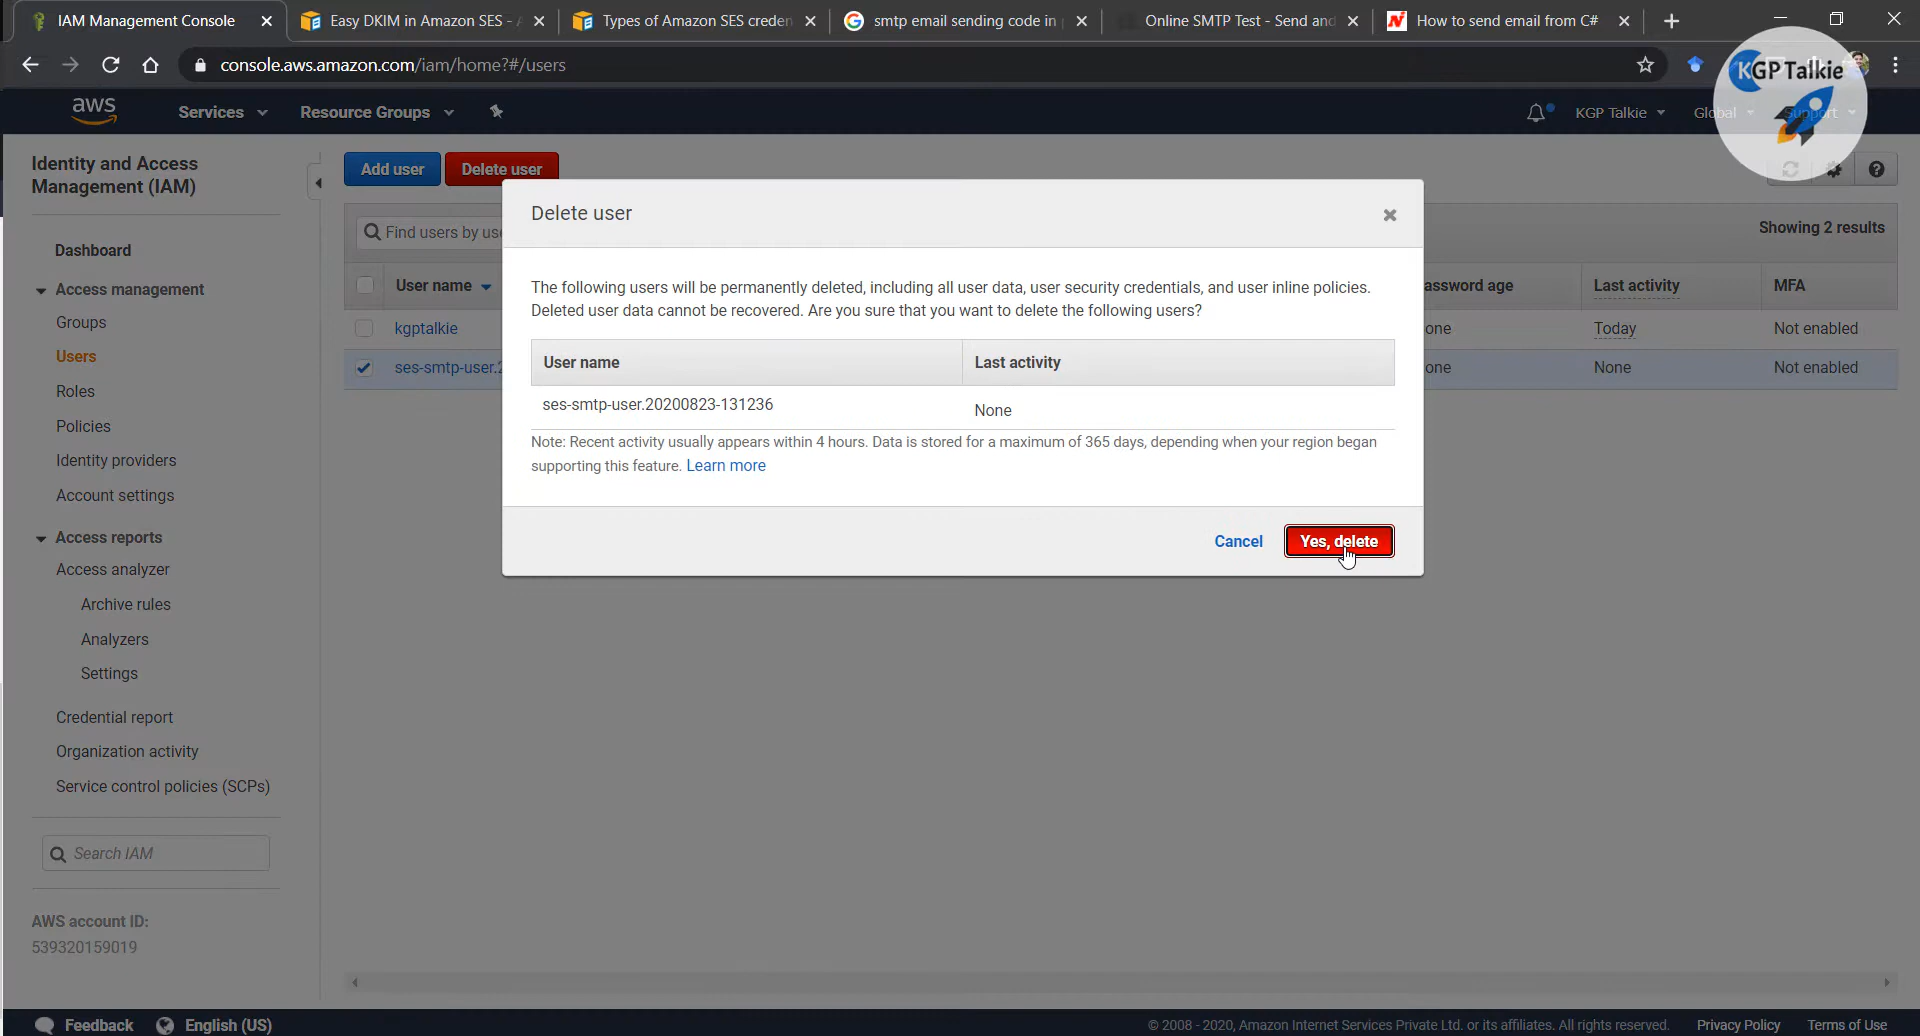 IAM Management Console
Easy DKIM in Amazon SES - A
Types of Amazon SES creden
smtp email sending code in
Online SMTP Test - Send and
How to send email from C#
console.aws.amazon.com/iam/home?#/users
KGPTalkie
aws
Services
Resource Groups
KGP Talkie
Global
Support
Identity and Access
Management (IAM)
Add user
Delete user
Delete user
Find users by use
Showing 2 results
Dashboard
The following users will be permanently deleted, including all user data, user security credentials, and user inline policies.
Deleted user data cannot be recovered. Are you sure that you want to delete the following users?
User name
assword age
Last activity
MFA
Access management
Groups
kgptalkie
one
Today
Not enabled
User name
Last activity
Users
ses-smtp-user.2
one
None
Not enabled
Roles
ses-smtp-user.20200823-131236
None
Policies
Note: Recent activity usually appears within 4 hours. Data is stored for a maximum of 365 days, depending when your region began
supporting this feature. Learn more
Identity providers
Account settings
Cancel
Yes, delete
Access reports
Access analyzer
Archive rules
Analyzers
Settings
Credential report
Organization activity
Service control policies (SCPs)
Search IAM
AWS account ID:
539320159019
Feedback
English (US)
© 2008 - 2020, Amazon Internet Services Private Ltd. or its affiliates. All rights reserved.
Privacy Policy
Terms of Use